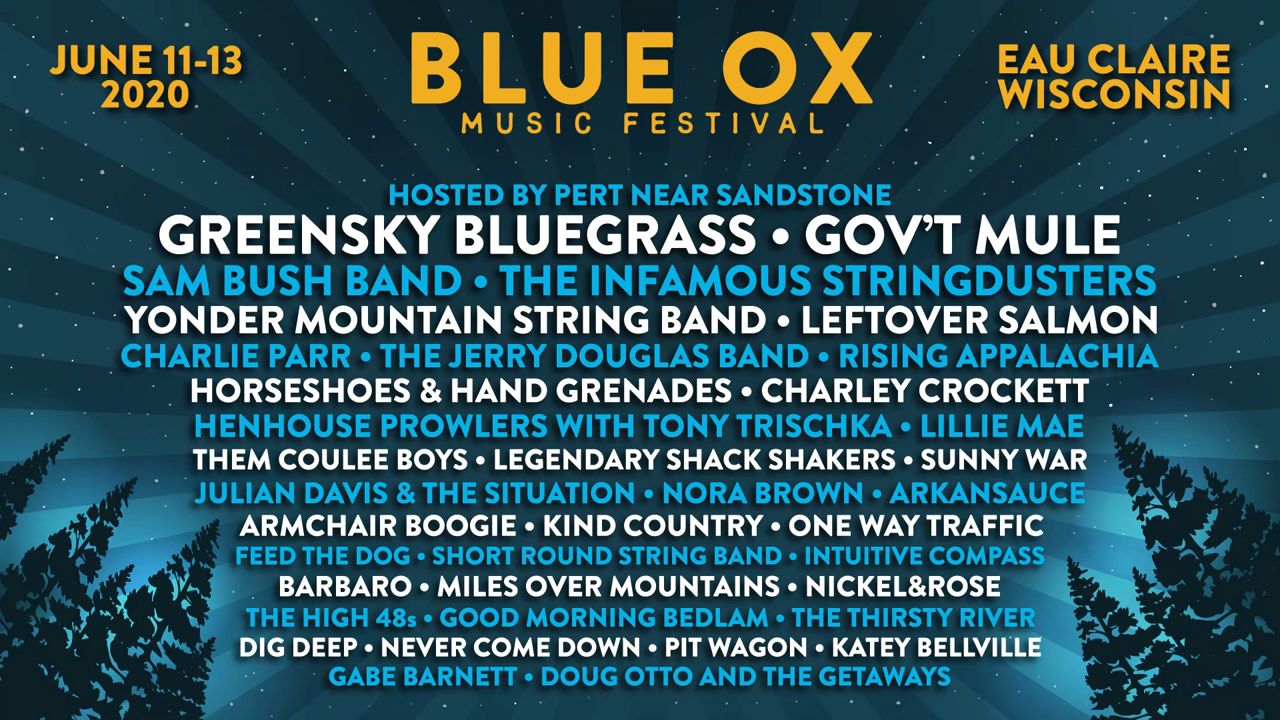 JUNE 11-13
2020
BLUE OX
MUSIC FESTIVAL
EAU CLAIRE
WISCONSIN
HOSTED BY PERT NEAR SANDSTONE
GREENSKY BLUEGRASS • GOV'T MULE
SAM BUSH BAND • THE INFAMOUS STRINGDUSTERS
YONDER MOUNTAIN STRING BAND • LEFTOVER SALMON
CHARLIE PARR • THE JERRY DOUGLAS BAND • RISING APPALACHIA
HORSESHOES & HAND GRENADES • CHARLEY CROCKETT
HENHOUSE PROWLERS WITH TONY TRISCHKA • LILLIE MAE
THEM COULEE BOYS • LEGENDARY SHACK SHAKERS • SUNNY WAR
JULIAN DAVIS & THE SITUATION • NORA BROWN • ARKANSAUCE
ARMCHAIR BOOGIE • KIND COUNTRY • ONE WAY TRAFFIC
FEED THE DOG • SHORT ROUND STRING BAND • INTUITIVE COMPASS
BARBARO • MILES OVER MOUNTAINS • NICKEL&ROSE
THE HIGH 48s • GOOD MORNING BEDLAM • THE THIRSTY RIVER
DIG DEEP • NEVER COME DOWN • PIT WAGON • KATEY BELLVILLE
GABE BARNETT • DOUG OTTO AND THE GETAWAYS